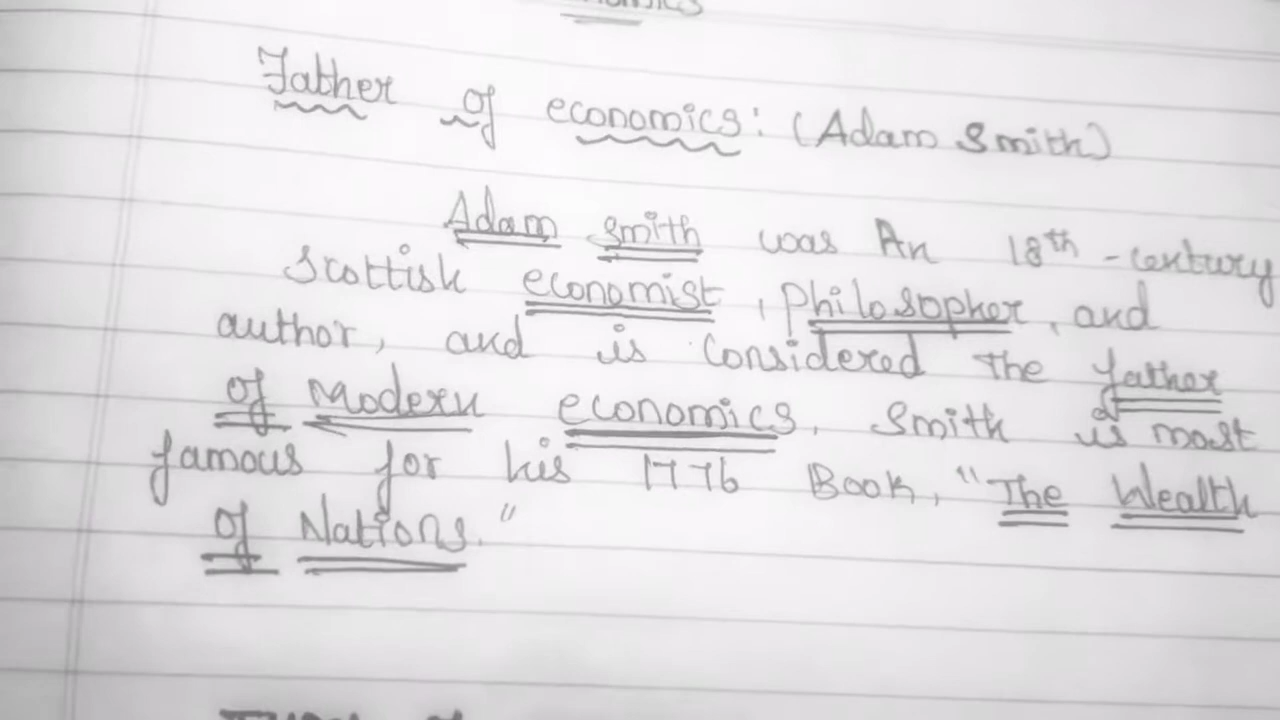 Father of economics: (Adam Smith)
Adam Smith was An 18th-century
Scottish economist, philosopher, and
author, and is considered the father
of Modern economics. Smith is most
famous for his 1776 Book, "The Wealth
of Nations."